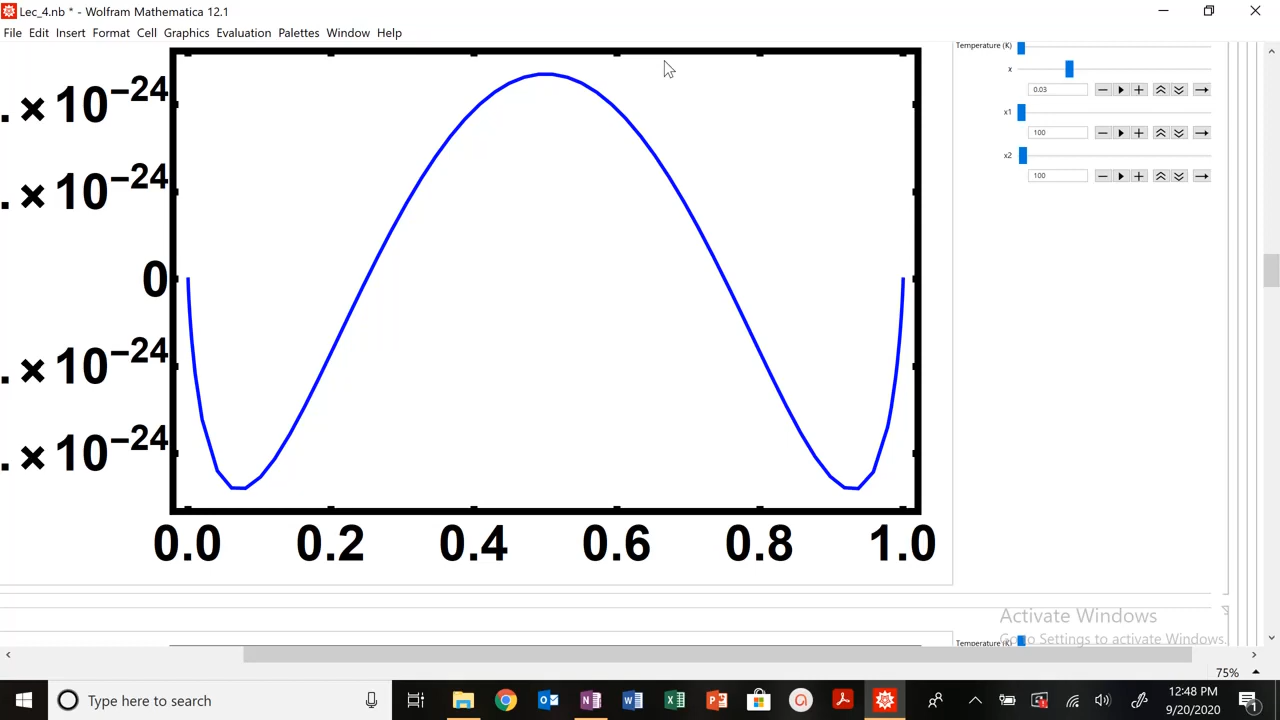 Lec_4.nb * - Wolfram Mathematica 12.1
File Edit Insert Format Cell Graphics Evaluation Palettes Window Help
Temperature (K)
x
0.03
x1
100
x2
100
.×10−24
.×10−24
0
.×10−24
.×10−24
0.0 0.2 0.4 0.6 0.8 1.0
Activate Windows
Go to Settings to activate Windows.
Temperature (K)
75%
Type here to search
12:48 PM
9/20/2020
1